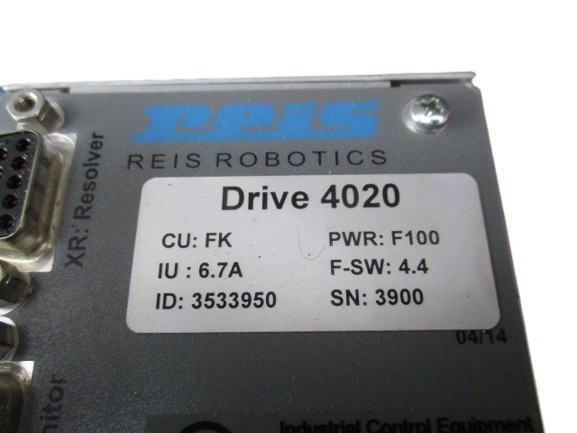 reis
REIS ROBOTICS
Drive 4020
CU: FK PWR: F100
IU : 6.7A F-SW: 4.4
ID: 3533950 SN: 3900
04/14
XR: Resolver
Industrial Control Equipment